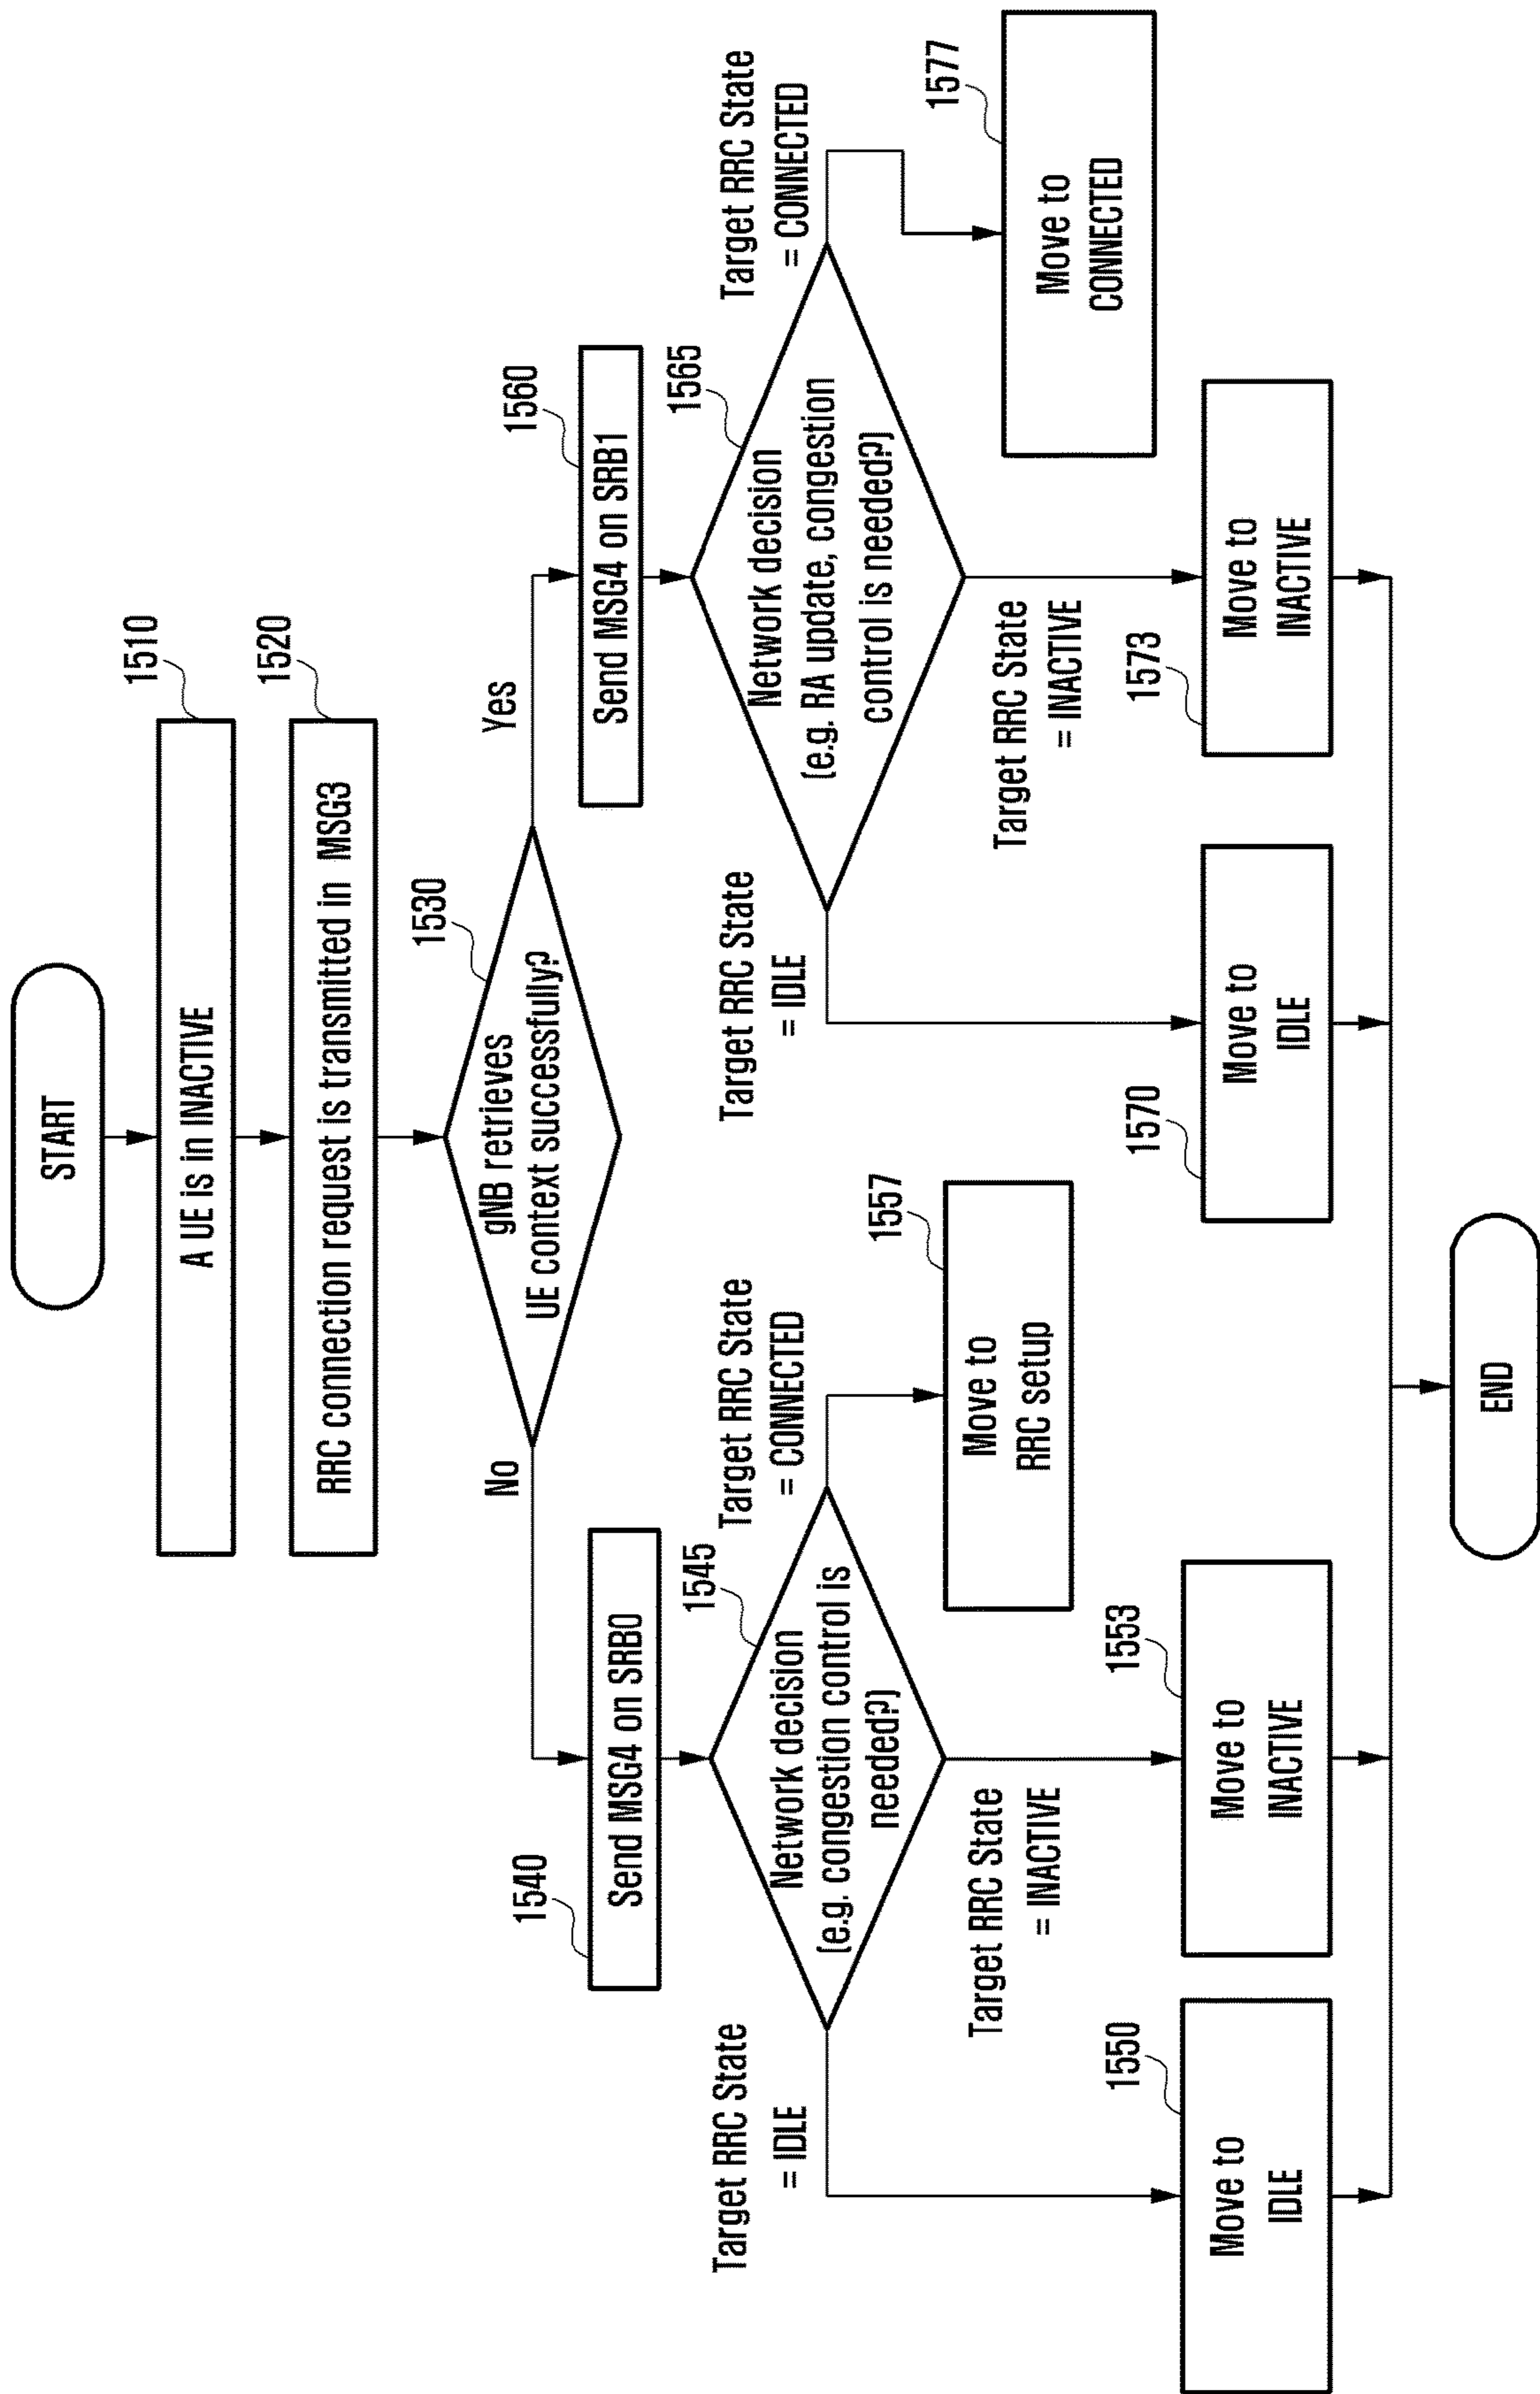 START
1510
A UE is in INACTIVE
1520
RRC connection request is transmitted in MSG3
1530
gNB retrieves
UE context successfully?
No
Yes
1540
Send MSG4 on SRB0
1560
Send MSG4 on SRB1
1545
Network decision
(e.g. congestion control is
needed?)
Target RRC State
= IDLE
Target RRC State
= CONNECTED
Target RRC State
= INACTIVE
1565
Network decision
(e.g. RA update, congestion
control is needed?)
Target RRC State
= IDLE
Target RRC State
= CONNECTED
Target RRC State
= INACTIVE
1557
Move to
RRC setup
1577
Move to
CONNECTED
1550
Move to
IDLE
1553
Move to
INACTIVE
1570
Move to
IDLE
1573
Move to
INACTIVE
END